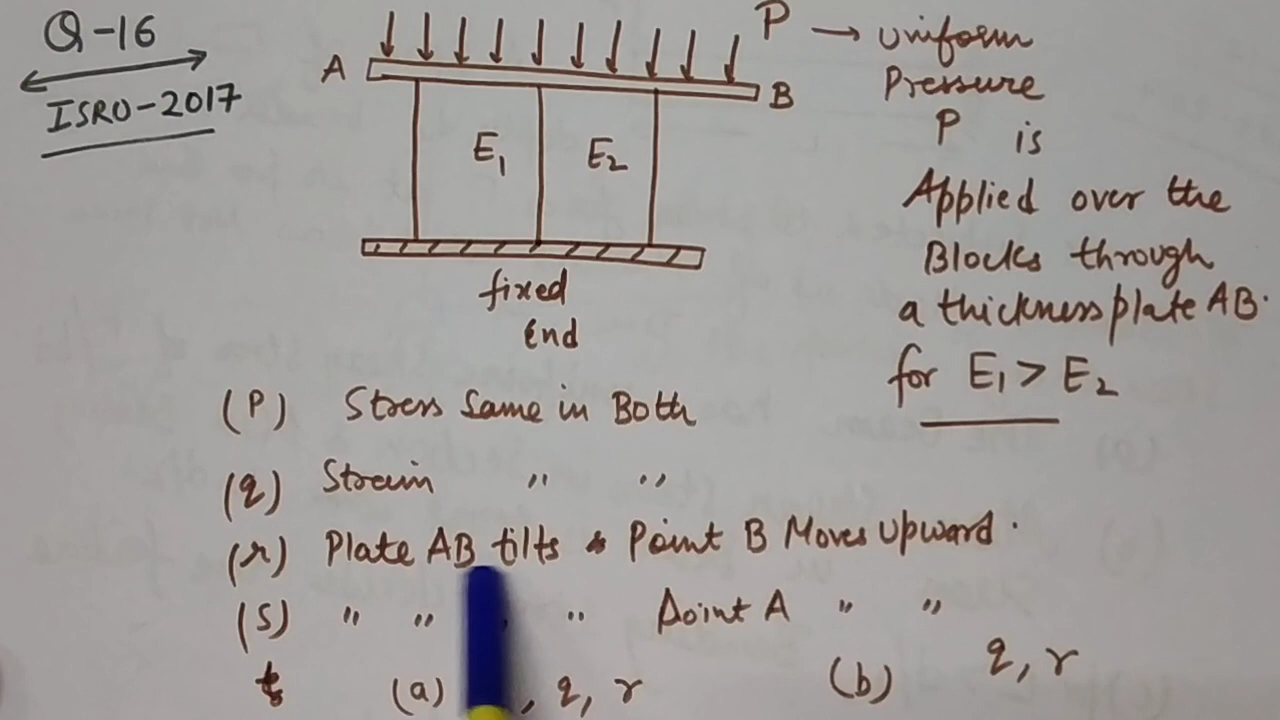 Q-16
ISRO-2017
A
P → uniform
Pressure
P is
Applied over the
Blocks through
a thickness plate AB.
for E₁ > E₂
B
E₁ E₂
fixed
End
(P) Stress Same in Both
(q) Strain " "
(r) Plate AB tilts & Point B Moves upward.
(S) " " " Point A " "
(a) , q, r (b) q, r